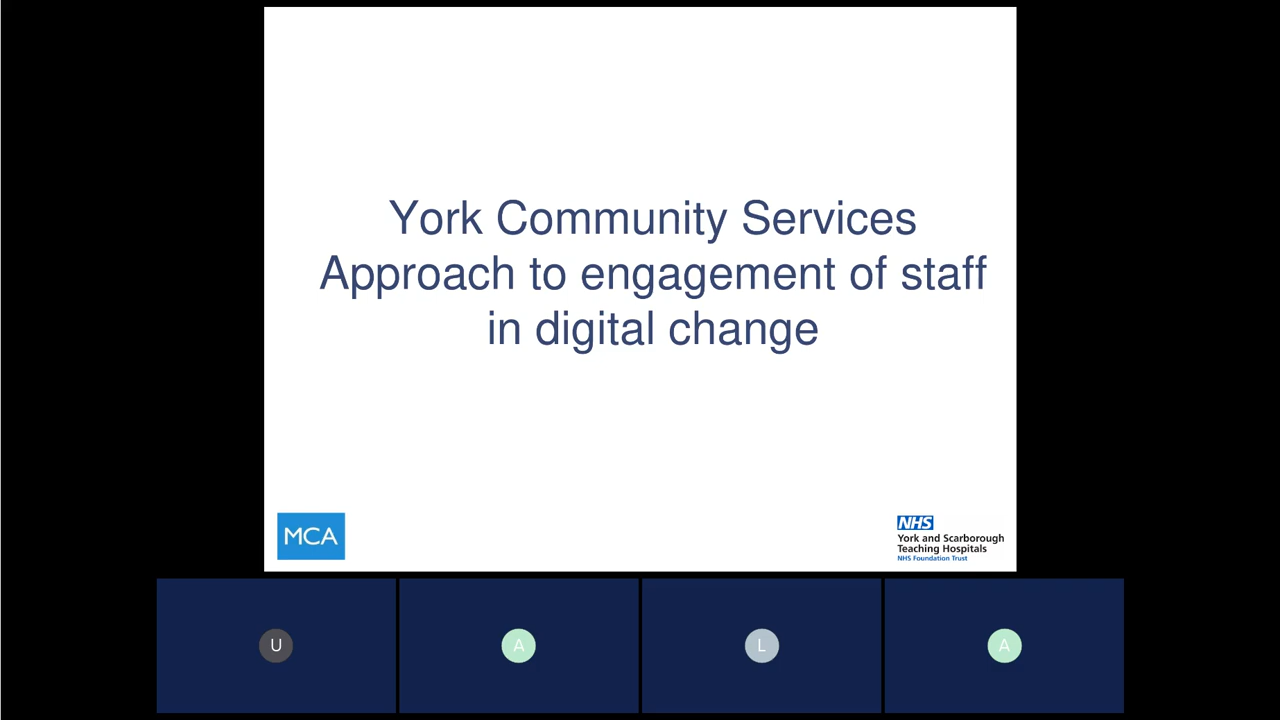 York Community Services
Approach to engagement of staff
in digital change
MCA
NHS
York and Scarborough
Teaching Hospitals
NHS Foundation Trust
U
A
L
A